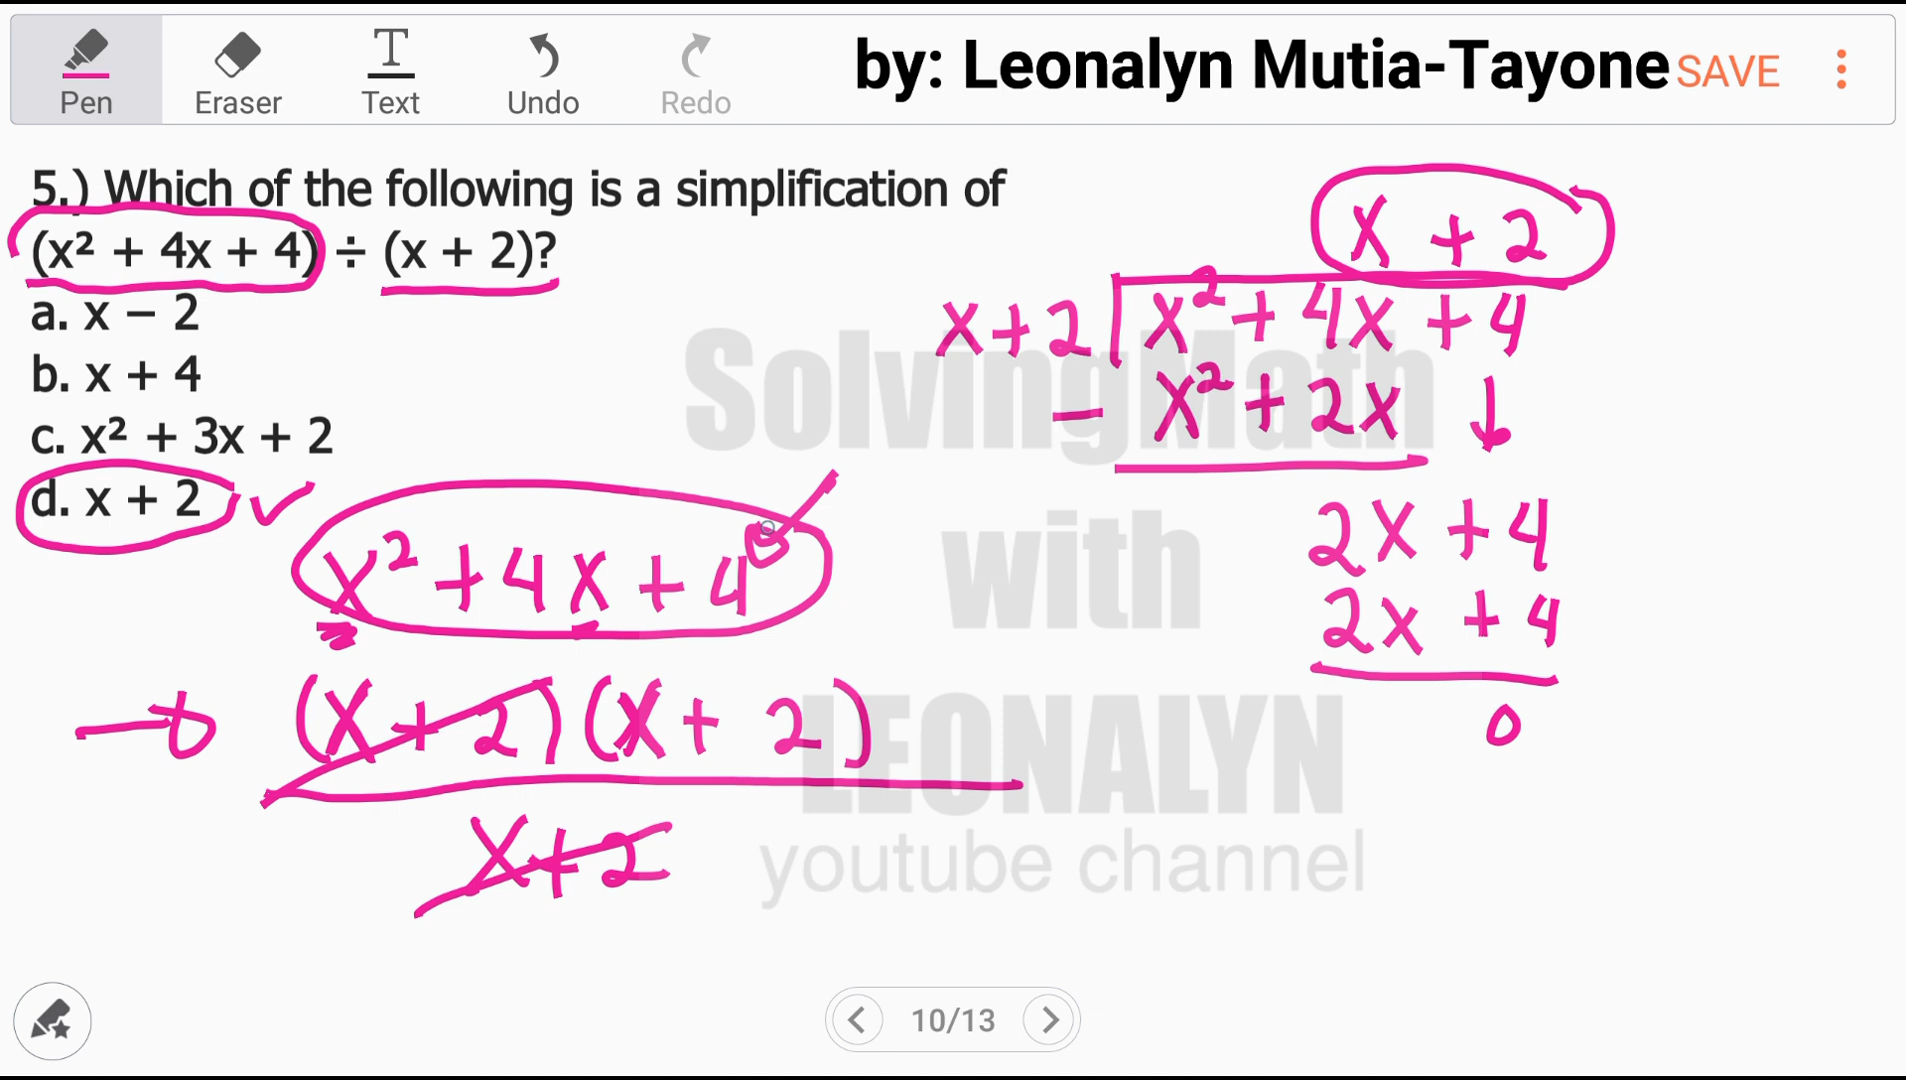 Pen Eraser Text Undo Redo by: Leonalyn Mutia-Tayone SAVE
5.) Which of the following is a simplification of
(x² + 4x + 4) ÷ (x + 2)?
a. x − 2
b. x + 4
c. x² + 3x + 2
d. x + 2
x² + 4x + 4
(x + 2) (x + 2)
x + 2
x + 2
x + 2 x² + 4x + 4
− x² + 2x
2x + 4
2x + 4
0
SolvingMath
with
LEONALYN
youtube channel
10/13